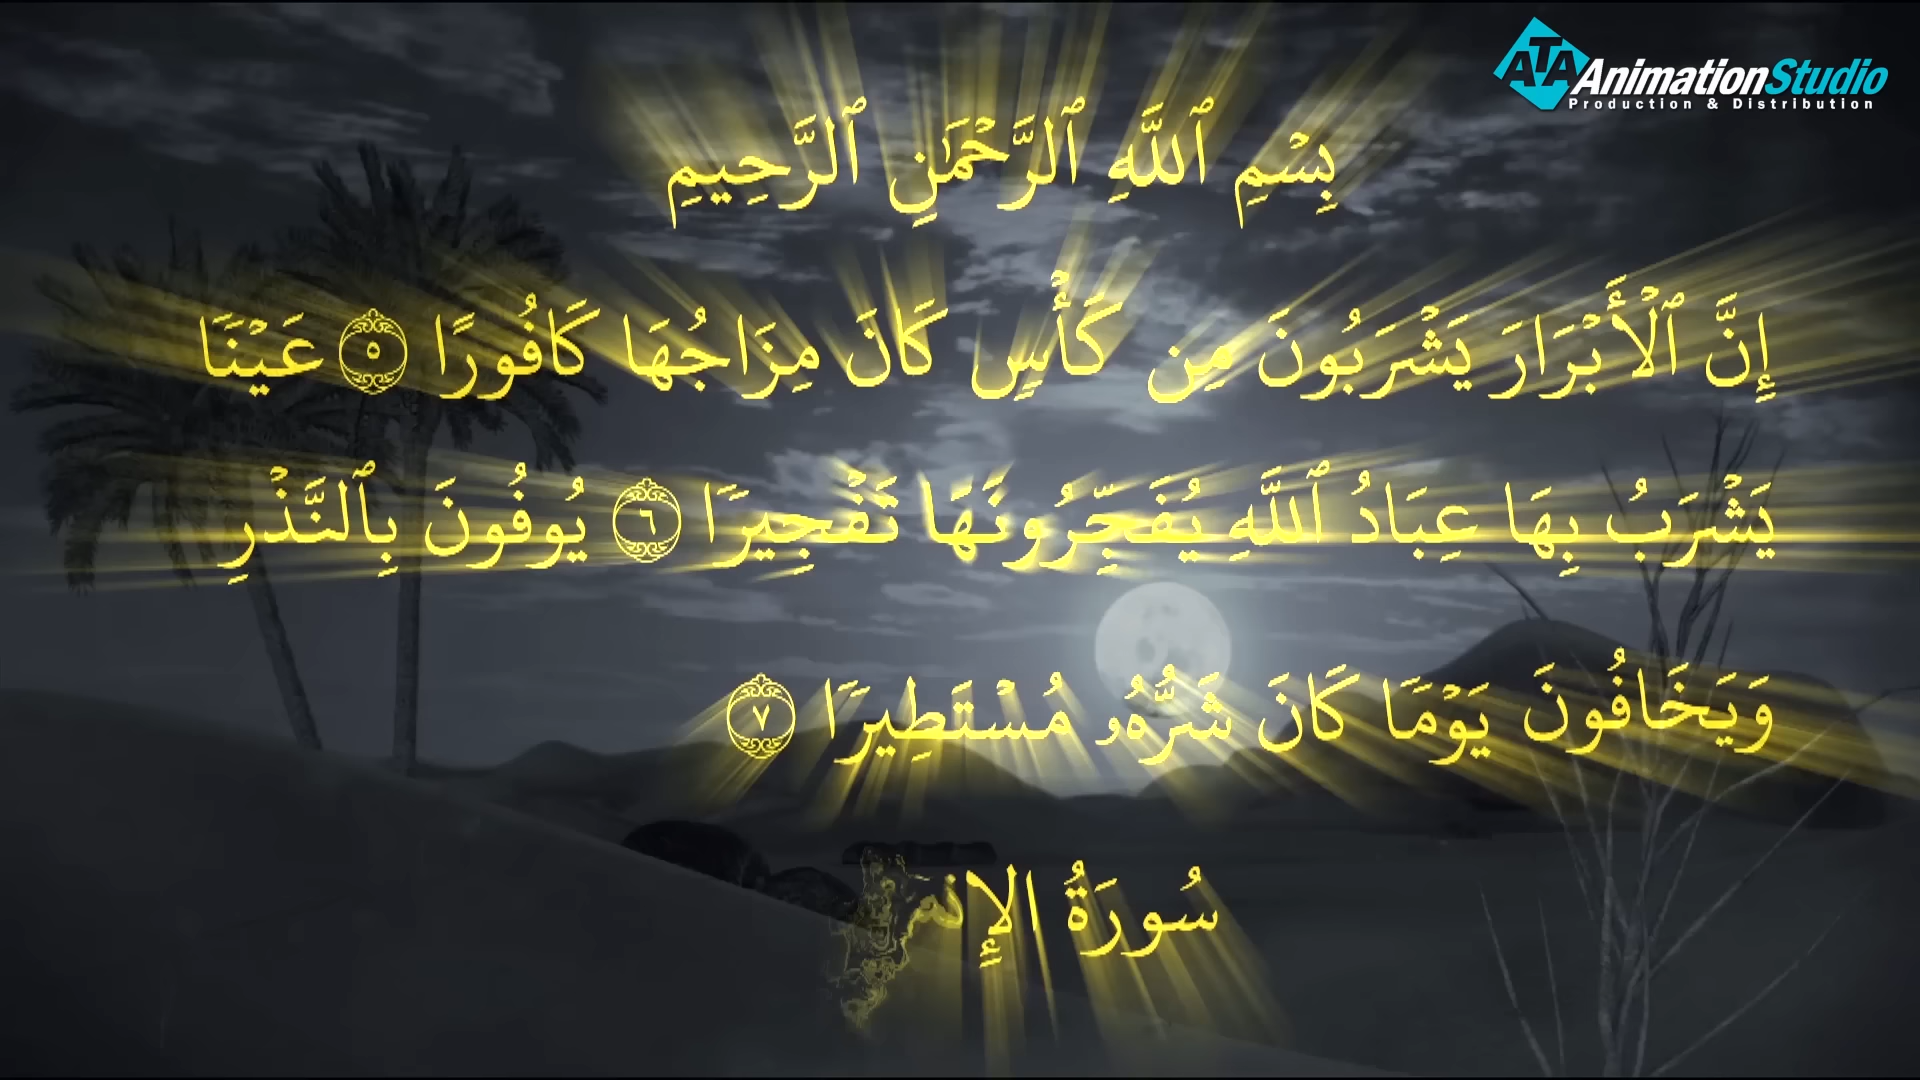 ATA AnimationStudio
Production & Distribution
بِسْمِ ٱللَّهِ ٱلرَّحْمَٰنِ ٱلرَّحِيمِ
إِنَّ ٱلْأَبْرَارَ يَشْرَبُونَ مِن كَأْسٍ كَانَ مِزَاجُهَا كَافُورًا ٥ عَيْنًا
يَشْرَبُ بِهَا عِبَادُ ٱللَّهِ يُفَجِّرُونَهَا تَفْجِيرًا ٦ يُوفُونَ بِٱلنَّذْرِ
وَيَخَافُونَ يَوْمًا كَانَ شَرُّهُۥ مُسْتَطِيرًا ٧
سُورَةُ